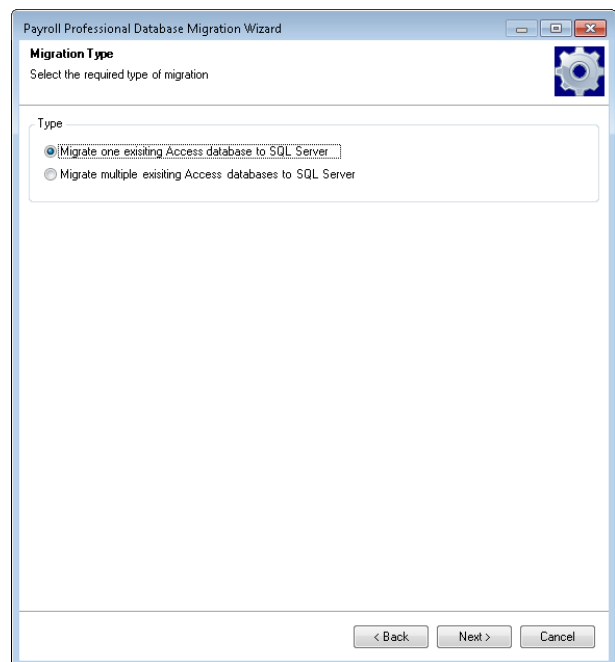 Payroll Professional Database Migration Wizard
Migration Type
Select the required type of migration
Type
Migrate one exisiting Access database to SQL Server
Migrate multiple exisiting Access databases to SQL Server
< Back
Next >
Cancel